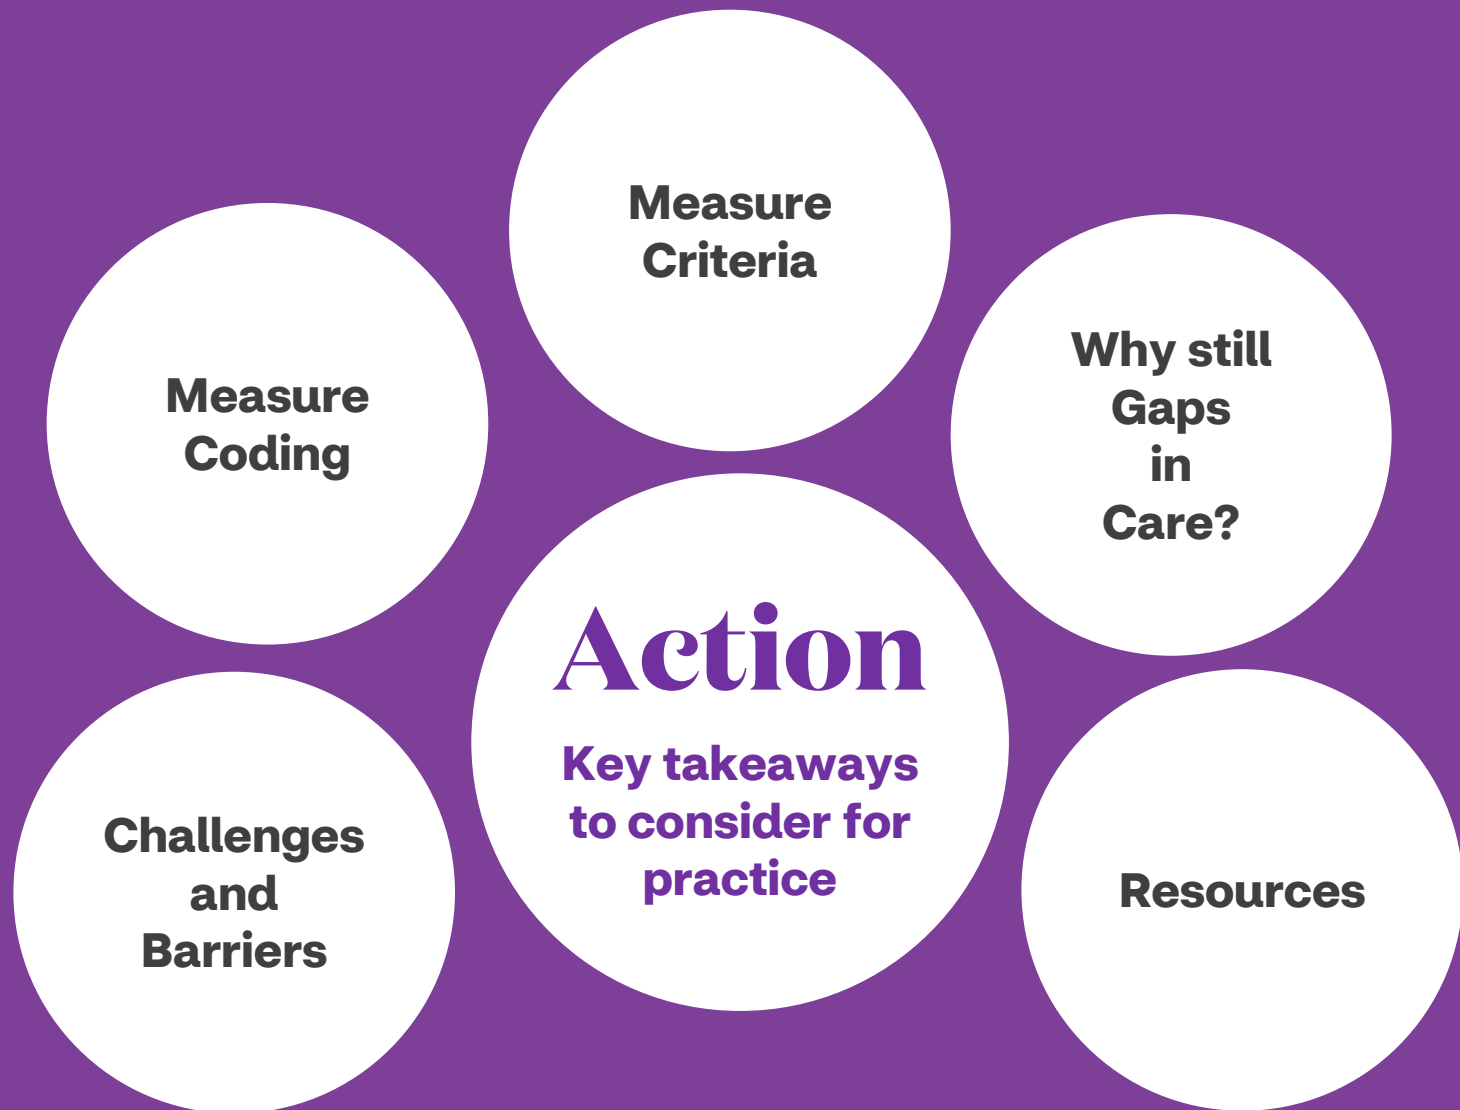 Measure
Criteria
Measure
Coding
Why still
Gaps
in
Care?
Action
Key takeaways
to consider for
practice
Challenges
and
Barriers
Resources